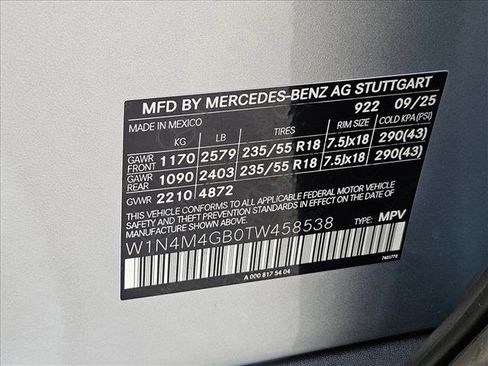 MFD BY MERCEDES-BENZ AG STUTTGART
922 09/25
MADE IN MEXICO
KG LB TIRES RIM SIZE COLD KPA (PSI)
GAWR FRONT 1170 2579 235/55 R18 7.5Jx18 290(43)
GAWR REAR 1090 2403 235/55 R18 7.5Jx18 290(43)
GVWR 2210 4872
THIS VEHICLE CONFORMS TO ALL APPLICABLE FEDERAL MOTOR VEHICLE
SAFETY AND THEFT PREVENTION STANDARDS IN EFFECT ON THE DATE OF
MANUFACTURE SHOWN ABOVE.
W1N4M4GB0TW458538 TYPE: MPV
A 000 817 54 04